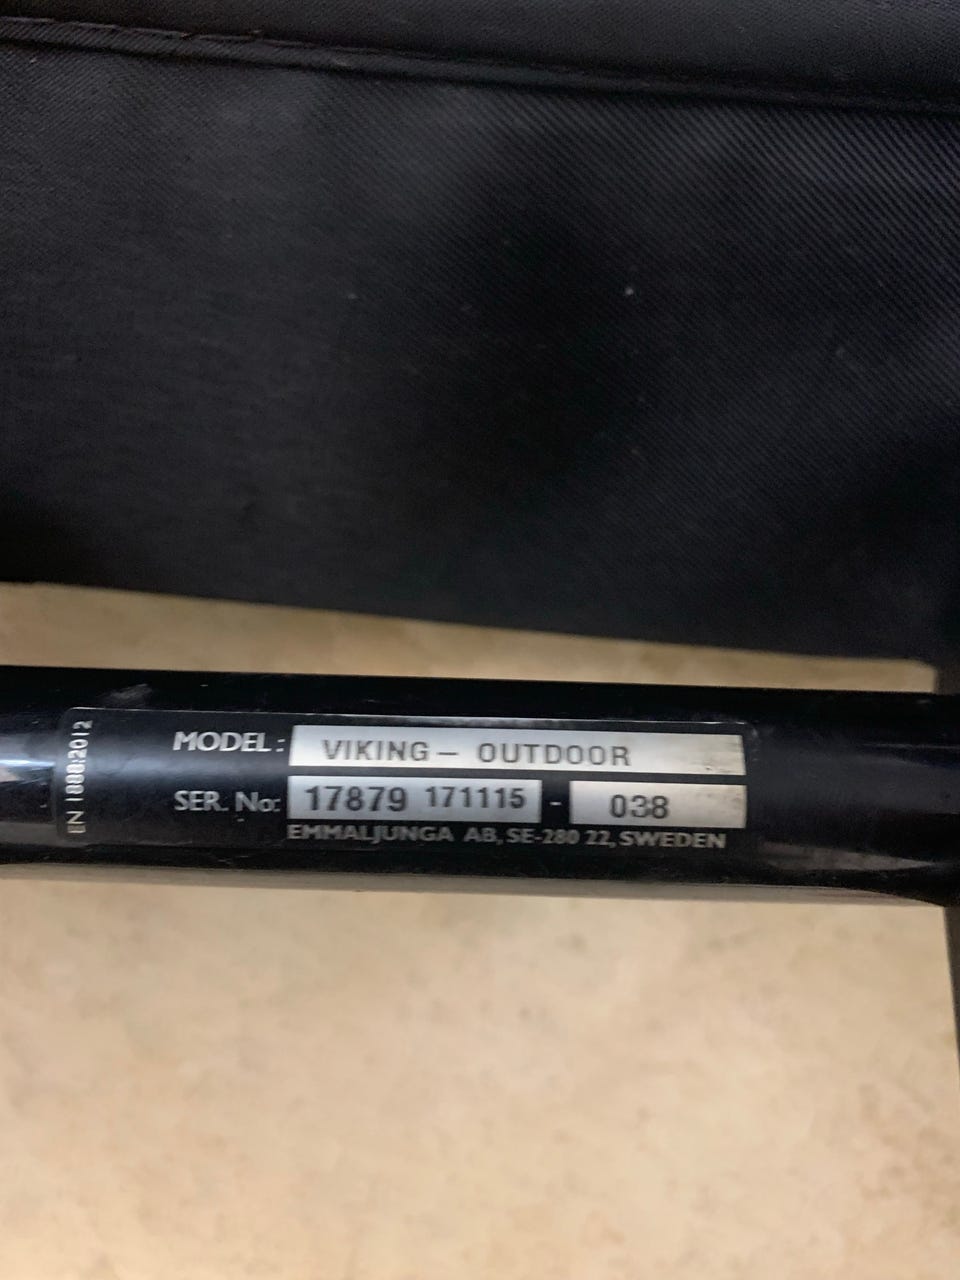 EN 1888:2012
MODEL: VIKING- OUTDOOR
SER. No: 17879 171115 - 038
EMMALJUNGA AB, SE-280 22, SWEDEN